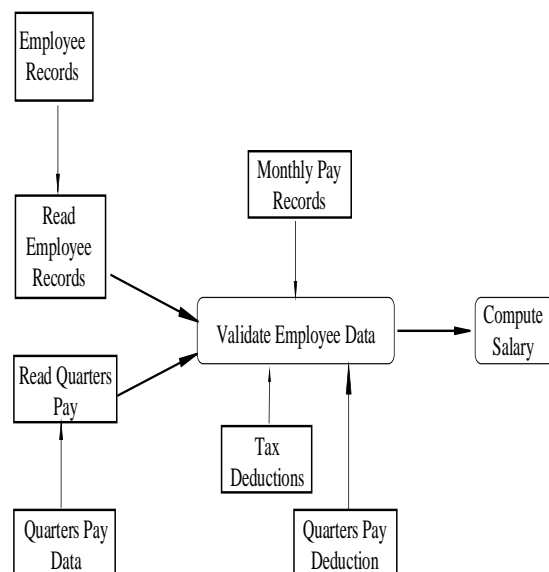 Employee
Records
Monthly Pay
Records
Read
Employee
Records
Validate Employee Data
Compute
Salary
Read Quarters
Pay
Tax
Deductions
Quarters Pay
Data
Quarters Pay
Deduction